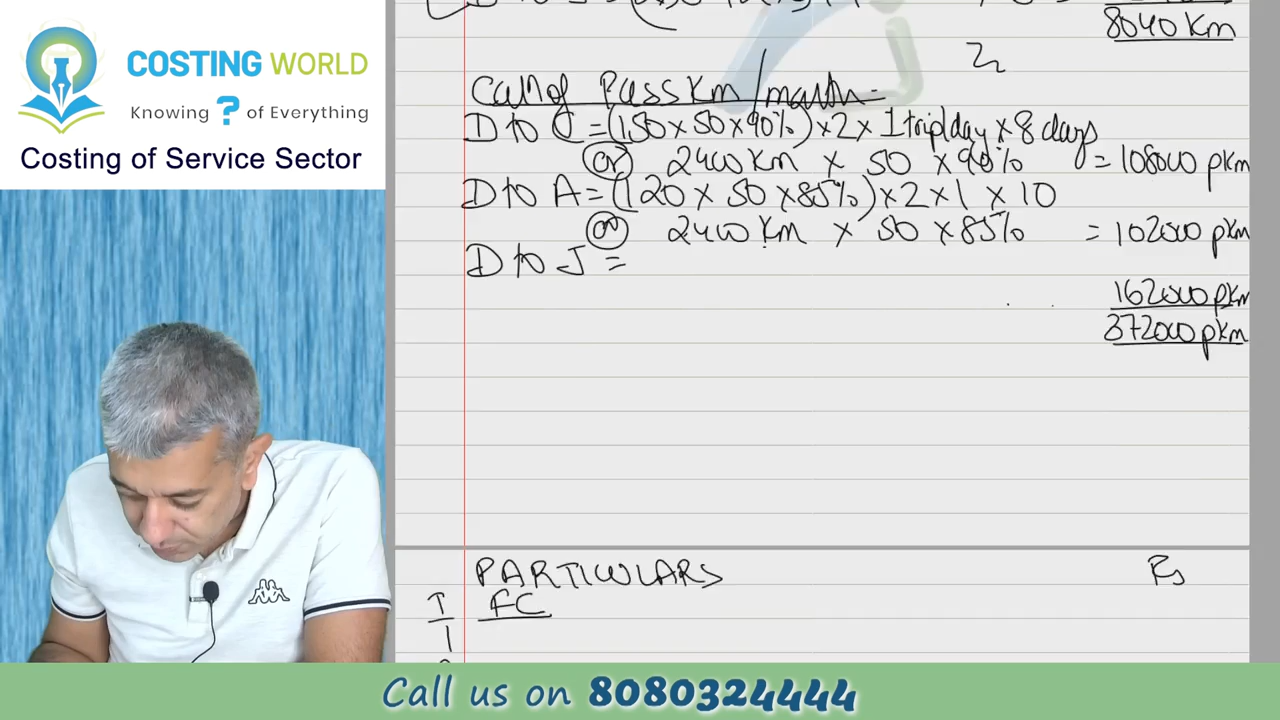 COSTING WORLD
Knowing ? of Everything
Costing of Service Sector
8040 Km
Caln of Pass Km/month
D to C = (150 x 50 x 90%) x 2 x 1 trip/day x 8 days
(or) 2400 Km x 50 x 90% = 108000 pkm
D to A = (120 x 50 x 85%) x 2 x 1 x 10
(or) 2400 Km x 50 x 85% = 102000 pkm
D to J =
162000 pkm
372000 pkm
PARTICULARS Rs
I FC
1
Call us on 8080324444